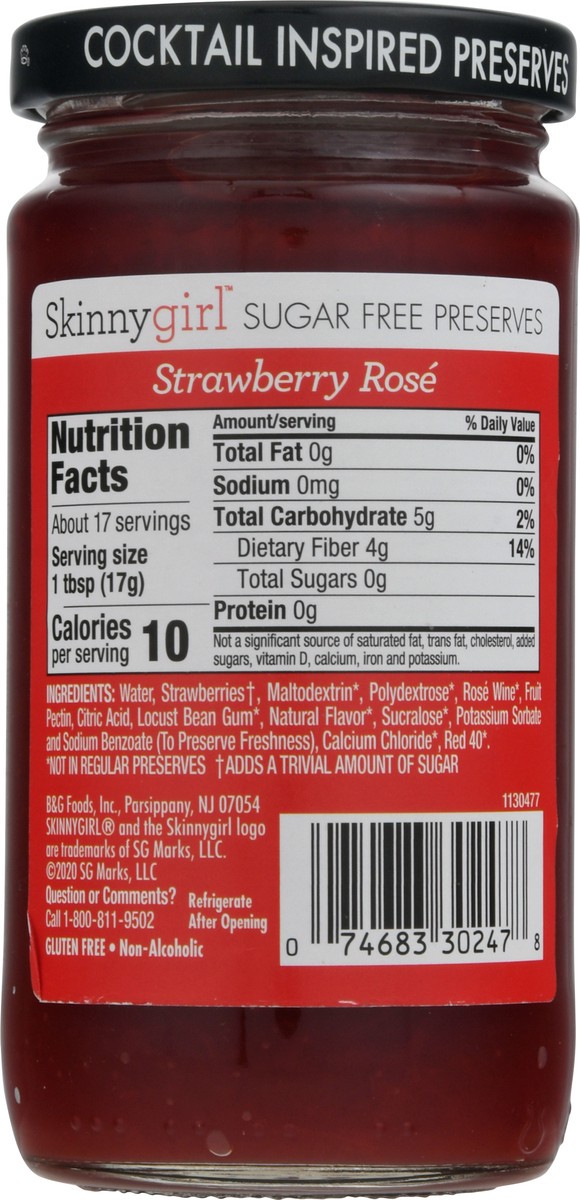 COCKTAIL INSPIRED PRESERVES
Skinnygirl™ SUGAR FREE PRESERVES
Strawberry Rosé
Nutrition
Facts
About 17 servings
Serving size
1 tbsp (17g)
Calories
per serving 10
Amount/serving % Daily Value
Total Fat 0g 0%
Sodium 0mg 0%
Total Carbohydrate 5g 2%
Dietary Fiber 4g 14%
Total Sugars 0g
Protein 0g
Not a significant source of saturated fat, trans fat, cholesterol, added
sugars, vitamin D, calcium, iron and potassium.
INGREDIENTS: Water, Strawberries†, Maltodextrin*, Polydextrose*, Rosé Wine*, Fruit
Pectin, Citric Acid, Locust Bean Gum*, Natural Flavor*, Sucralose*, Potassium Sorbate
and Sodium Benzoate (To Preserve Freshness), Calcium Chloride*, Red 40*.
*NOT IN REGULAR PRESERVES †ADDS A TRIVIAL AMOUNT OF SUGAR
B&G Foods, Inc., Parsippany, NJ 07054
SKINNYGIRL® and the Skinnygirl logo
are trademarks of SG Marks, LLC.
©2020 SG Marks, LLC
Question or Comments?
Call 1-800-811-9502
Refrigerate
After Opening
GLUTEN FREE • Non-Alcoholic
1130477
0 74683 30247 8